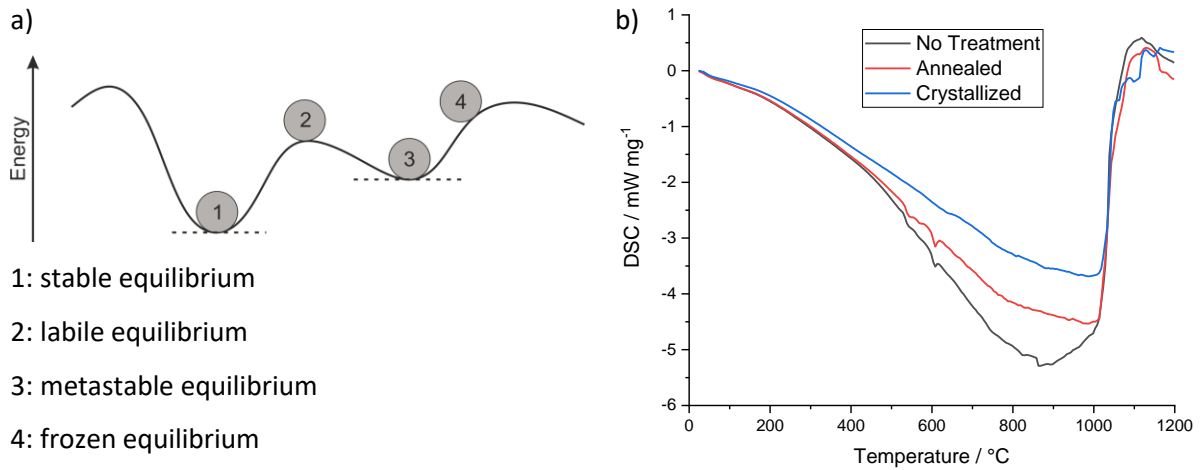 a)
Energy
1
2
3
4
1: stable equilibrium
2: labile equilibrium
3: metastable equilibrium
4: frozen equilibrium
b)
No Treatment
Annealed
Crystallized
DSC / mW mg⁻¹
1
0
-1
-2
-3
-4
-5
-6
0 200 400 600 800 1000 1200
Temperature / °C